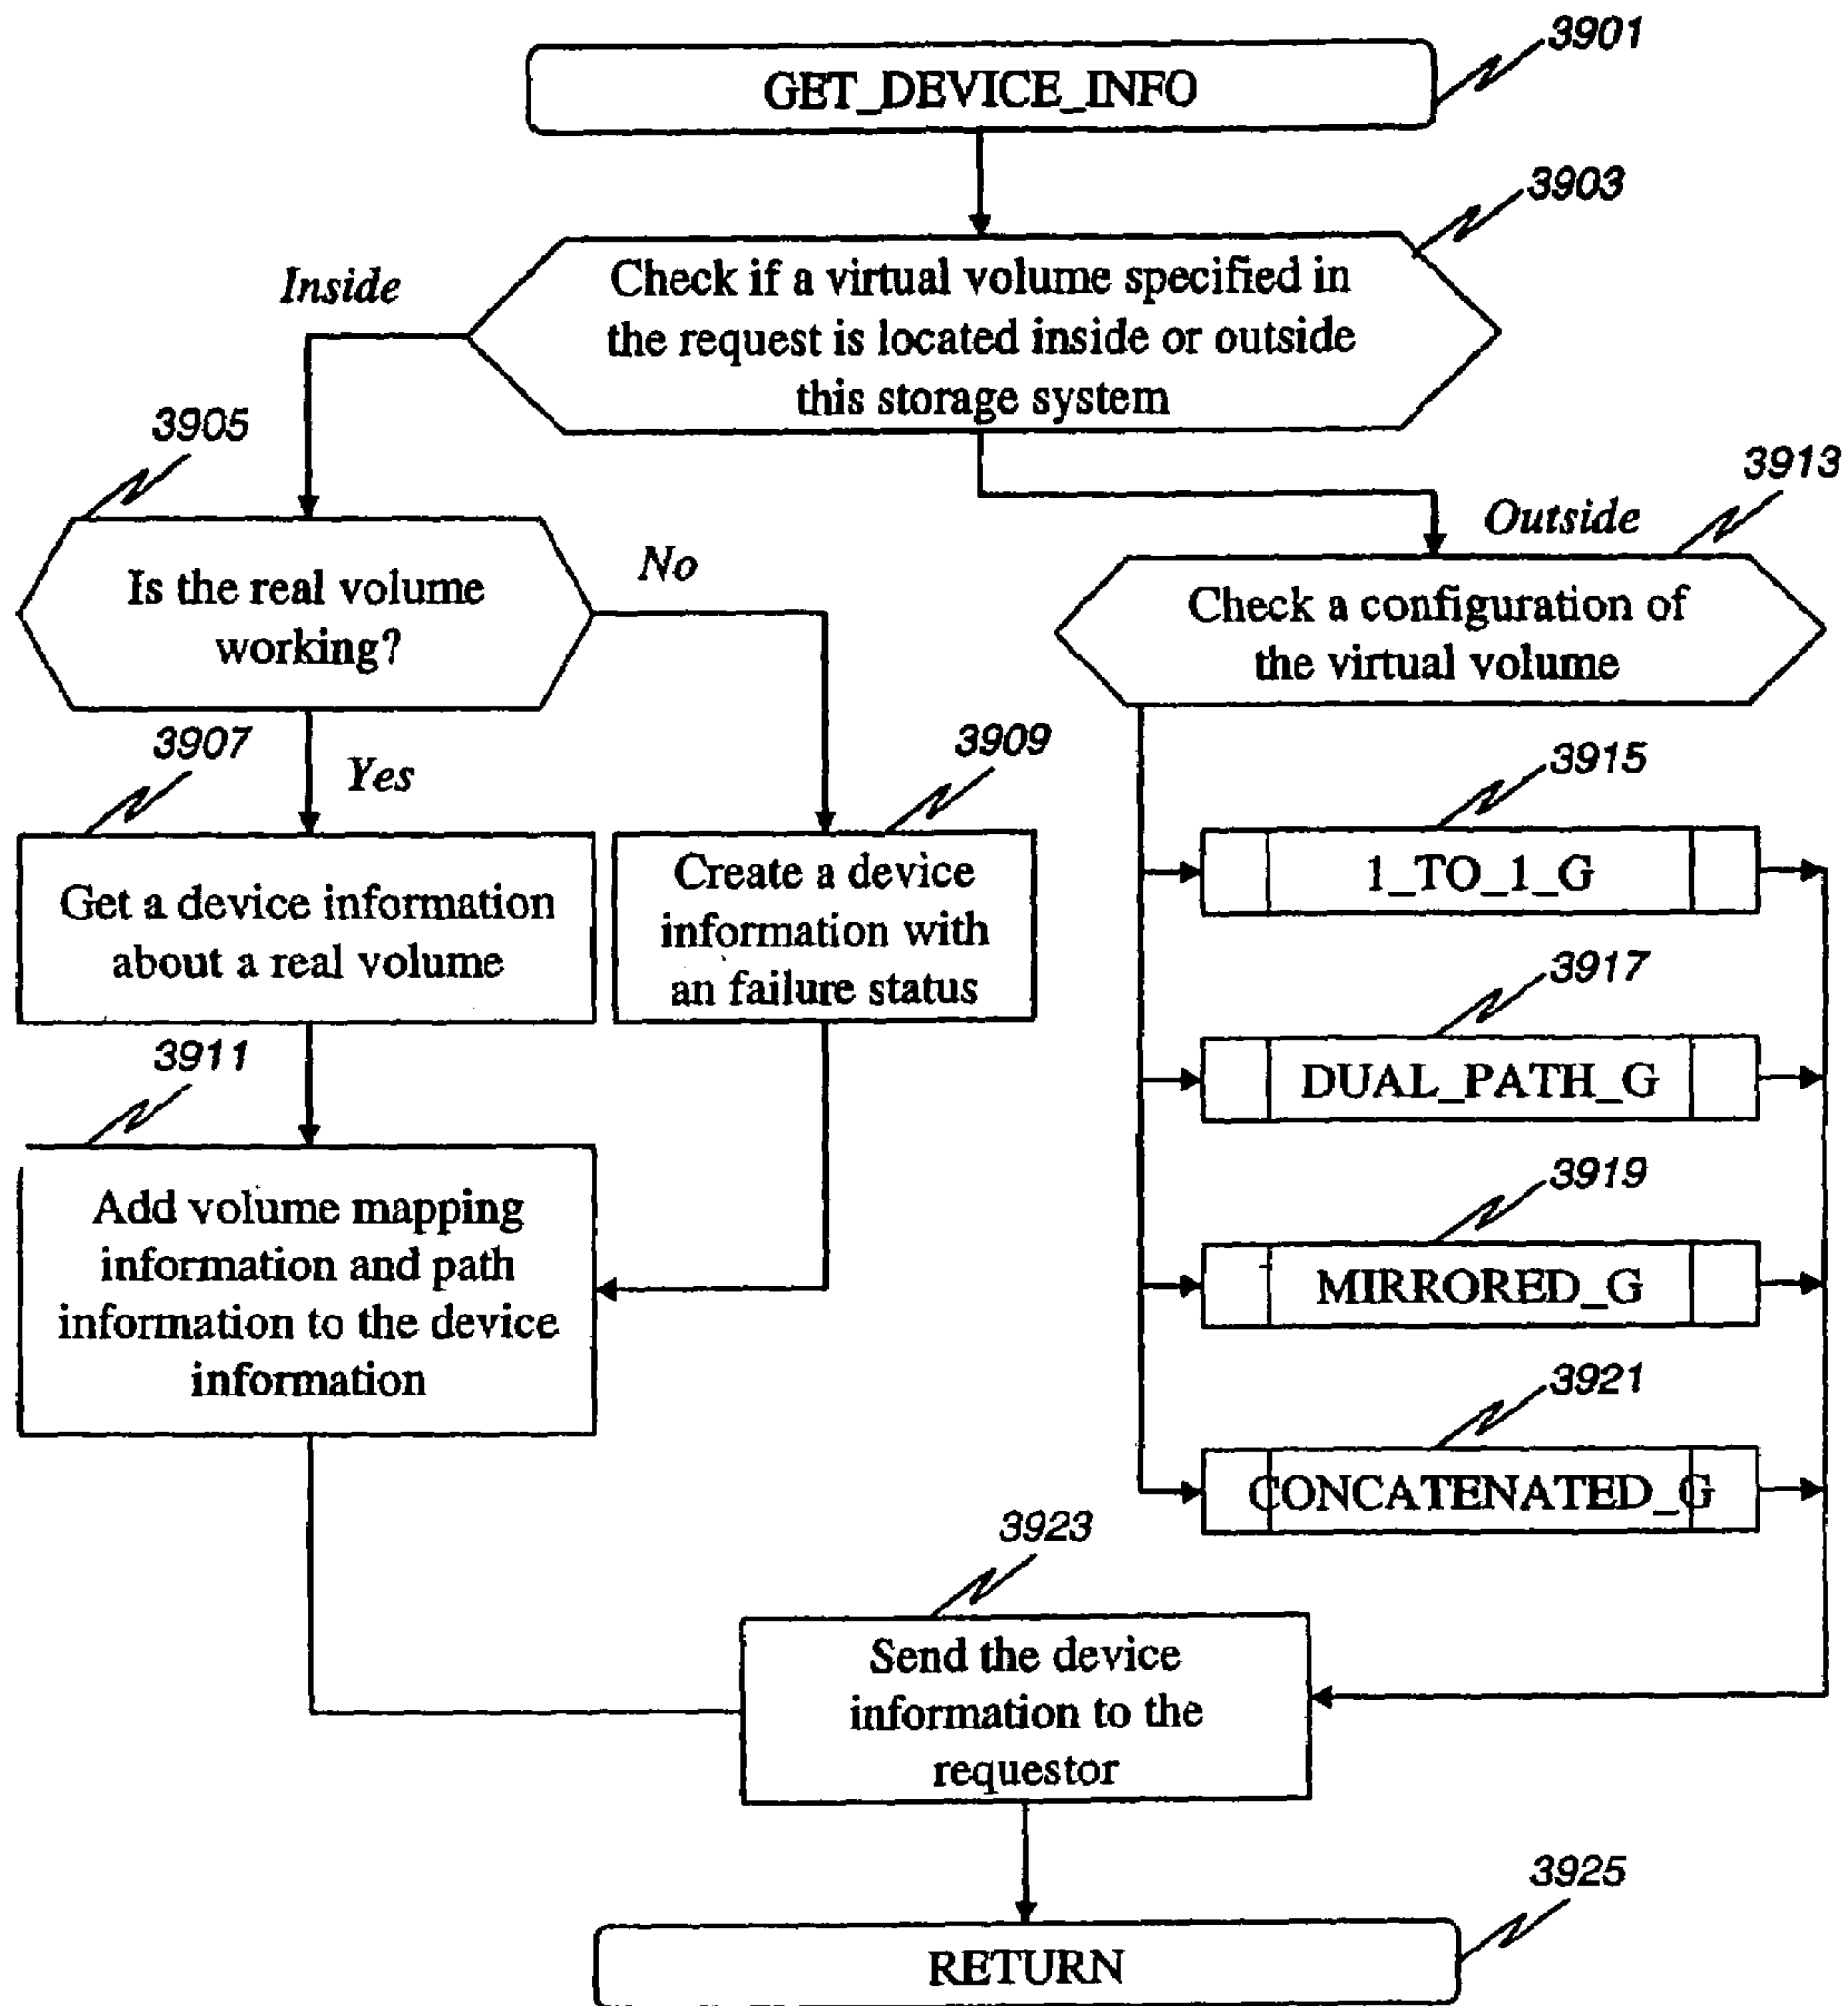 3901
GET_DEVICE_INFO
3903
Check if a virtual volume specified in
the request is located inside or outside
this storage system
Inside
3905
3913
Outside
Is the real volume
working?
No
Check a configuration of
the virtual volume
3907
Yes
3909
3915
Get a device information
about a real volume
Create a device
information with
an failure status
1_TO_1_G
3917
DUAL_PATH_G
3911
Add volume mapping
information and path
information to the device
information
3919
MIRRORED_G
3921
CONCATENATED_G
3923
Send the device
information to the
requestor
3925
RETURN